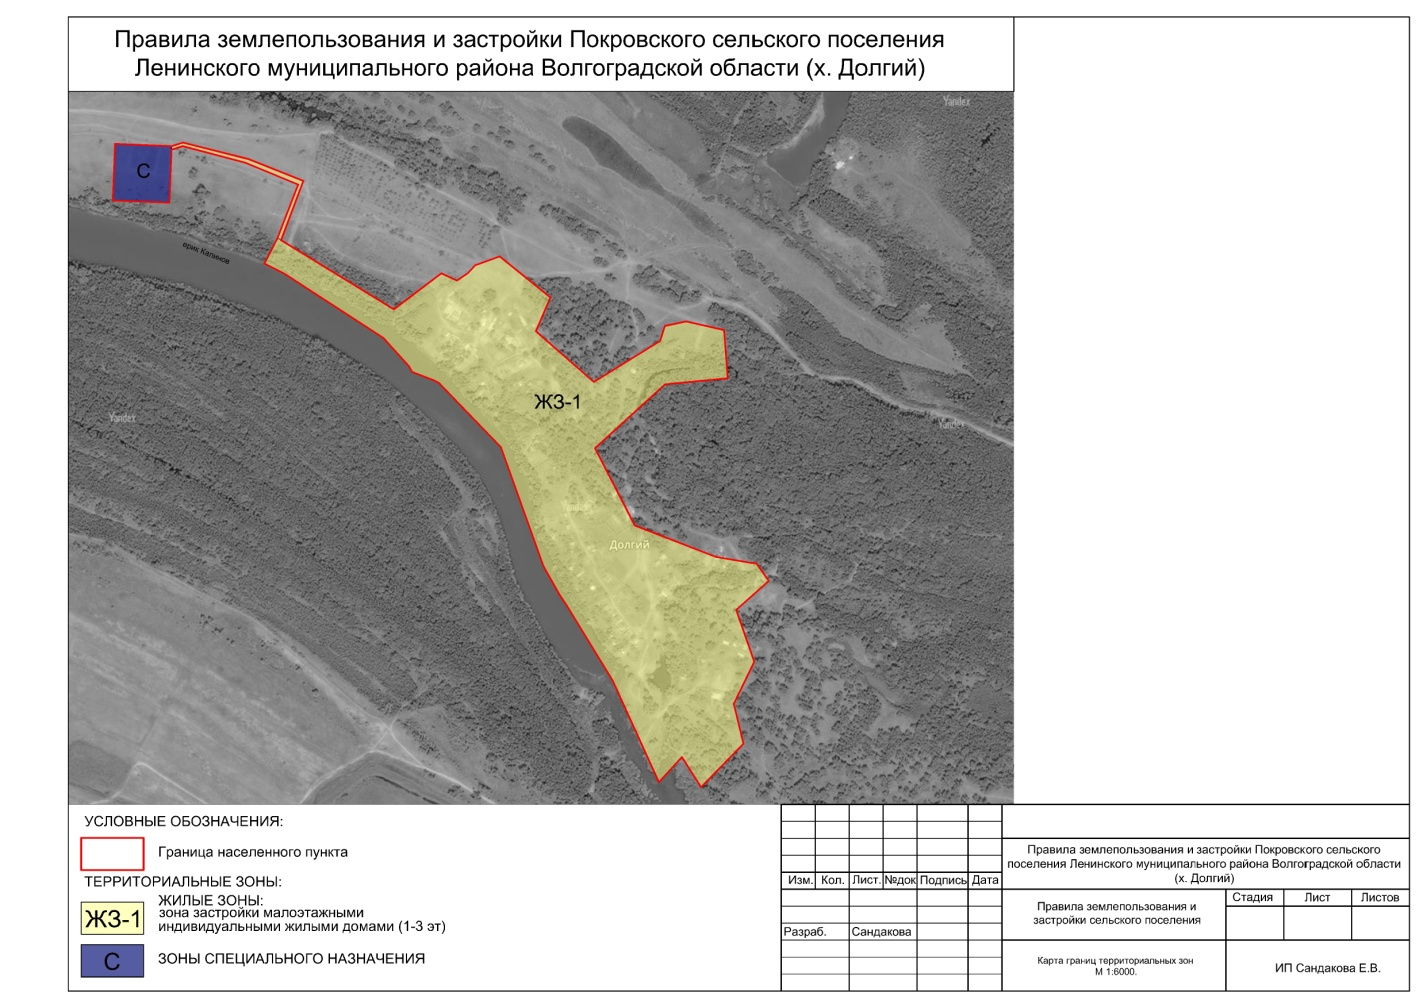 Правила землепользования и застройки Покровского сельского поселения
Ленинского муниципального района Волгоградской области (х. Долгий)
Yandex
С
ерик Калинов
ЖЗ-1
Yandex
Yandex
Yandex
Долгий
УСЛОВНЫЕ ОБОЗНАЧЕНИЯ:
Граница населенного пункта
ТЕРРИТОРИАЛЬНЫЕ ЗОНЫ:
ЖИЛЫЕ ЗОНЫ:
ЖЗ-1
зона застройки малоэтажными
индивидуальными жилыми домами (1-3 эт)
С
ЗОНЫ СПЕЦИАЛЬНОГО НАЗНАЧЕНИЯ
Изм. Кол. Лист. №док Подпись Дата
Разраб. Сандакова
Правила землепользования и застройки Покровского сельского
поселения Ленинского муниципального района Волгоградской области
(х. Долгий)
Правила землепользования и
застройки сельского поселения
Стадия Лист Листов
Карта границ территориальных зон
М 1:6000.
ИП Сандакова Е.В.